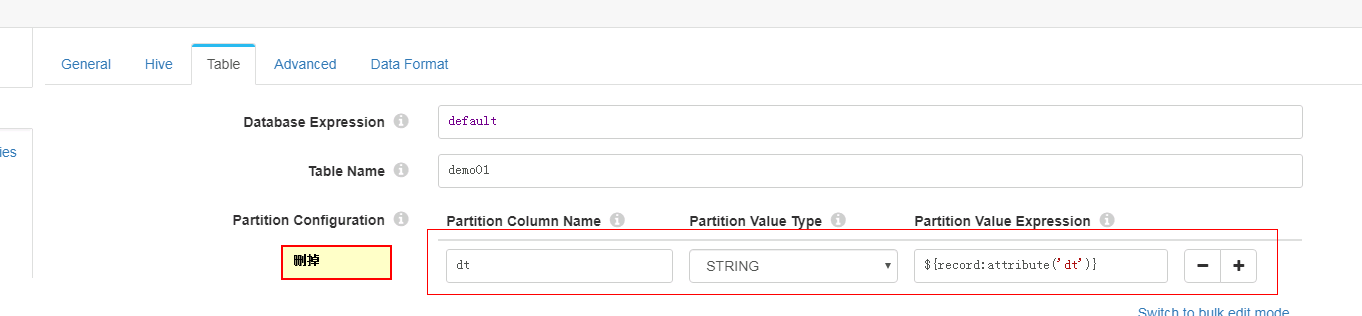 General Hive Table Advanced Data Format
Database Expression default
ies
Table Name demo01
Partition Configuration Partition Column Name Partition Value Type Partition Value Expression
删掉 dt STRING ${record:attribute('dt')}
Switch to bulk edit mode